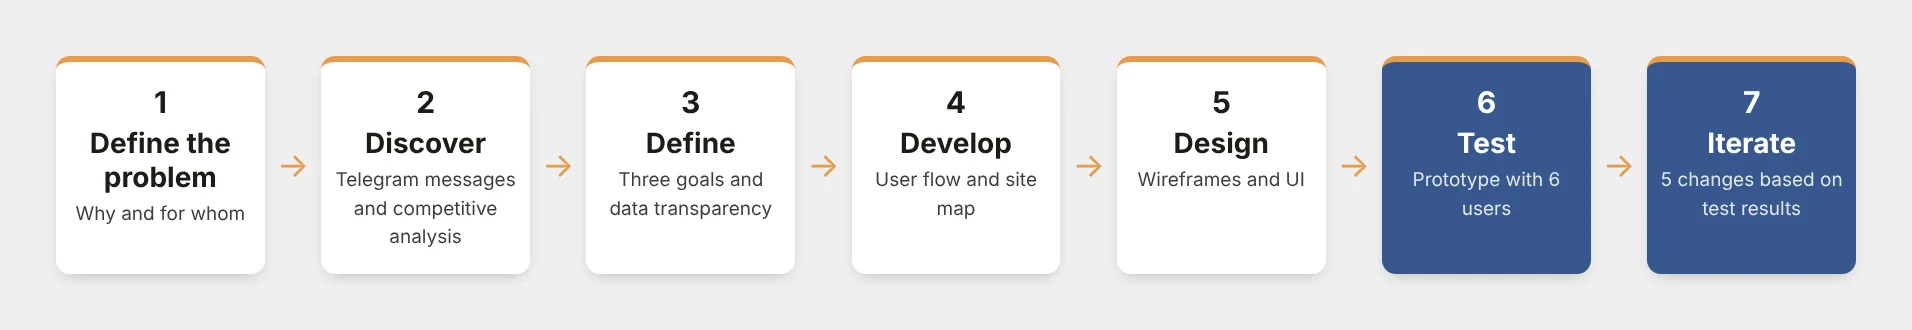 1
Define the
problem
Why and for whom
2
Discover
Telegram messages
and competitive
analysis
3
Define
Three goals and
data transparency
4
Develop
User flow and site
map
5
Design
Wireframes and UI
6
Test
Prototype with 6
users
7
Iterate
5 changes based on
test results